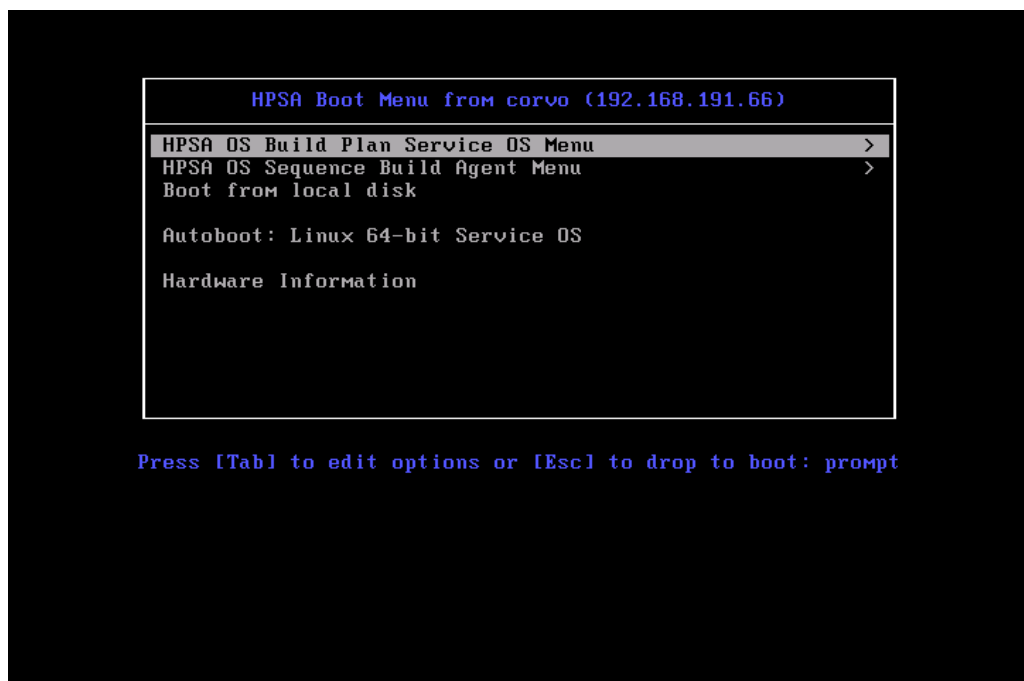 HPSA Boot Menu from corvo (192.168.191.66)
HPSA OS Build Plan Service OS Menu >
HPSA OS Sequence Build Agent Menu >
Boot from local disk
Autoboot: Linux 64-bit Service OS
Hardware Information
Press [Tab] to edit options or [Esc] to drop to boot: prompt